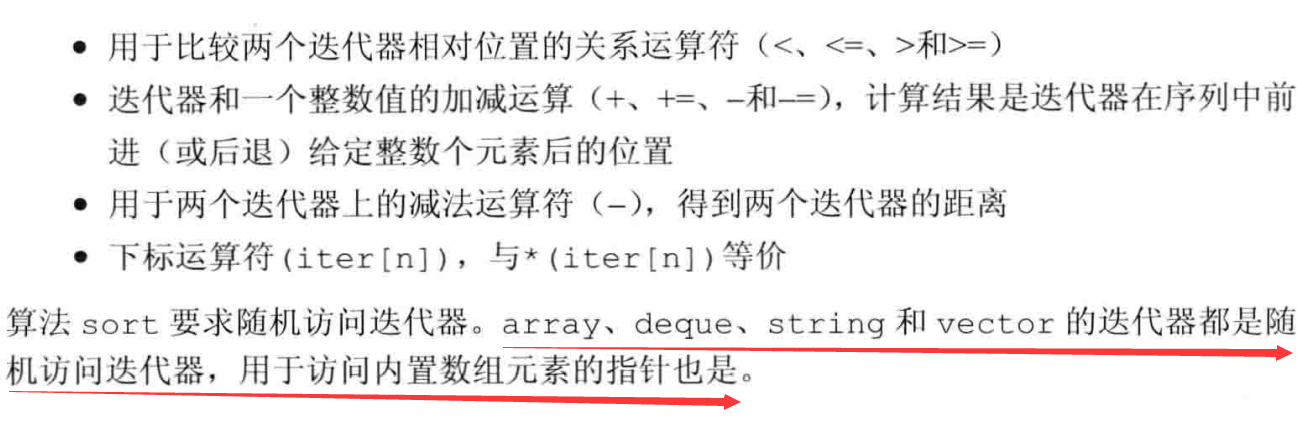 • 用于比较两个迭代器相对位置的关系运算符（<、<=、>和>=）
• 迭代器和一个整数值的加减运算（+、+=、-和-=），计算结果是迭代器在序列中前
进（或后退）给定整数个元素后的位置
• 用于两个迭代器上的减法运算符（-），得到两个迭代器的距离
• 下标运算符(iter[n])，与*(iter[n])等价
算法 sort 要求随机访问迭代器。array、deque、string 和 vector 的迭代器都是随
机访问迭代器，用于访问内置数组元素的指针也是。